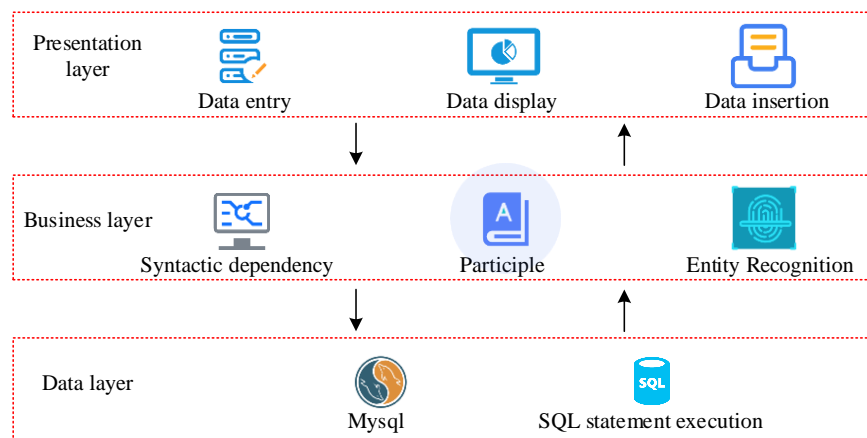 Presentation
layer
Data entry
Data display
Data insertion
Business layer
A
Syntactic dependency
Participle
Entity Recognition
Data layer
SQL
Mysql
SQL statement execution